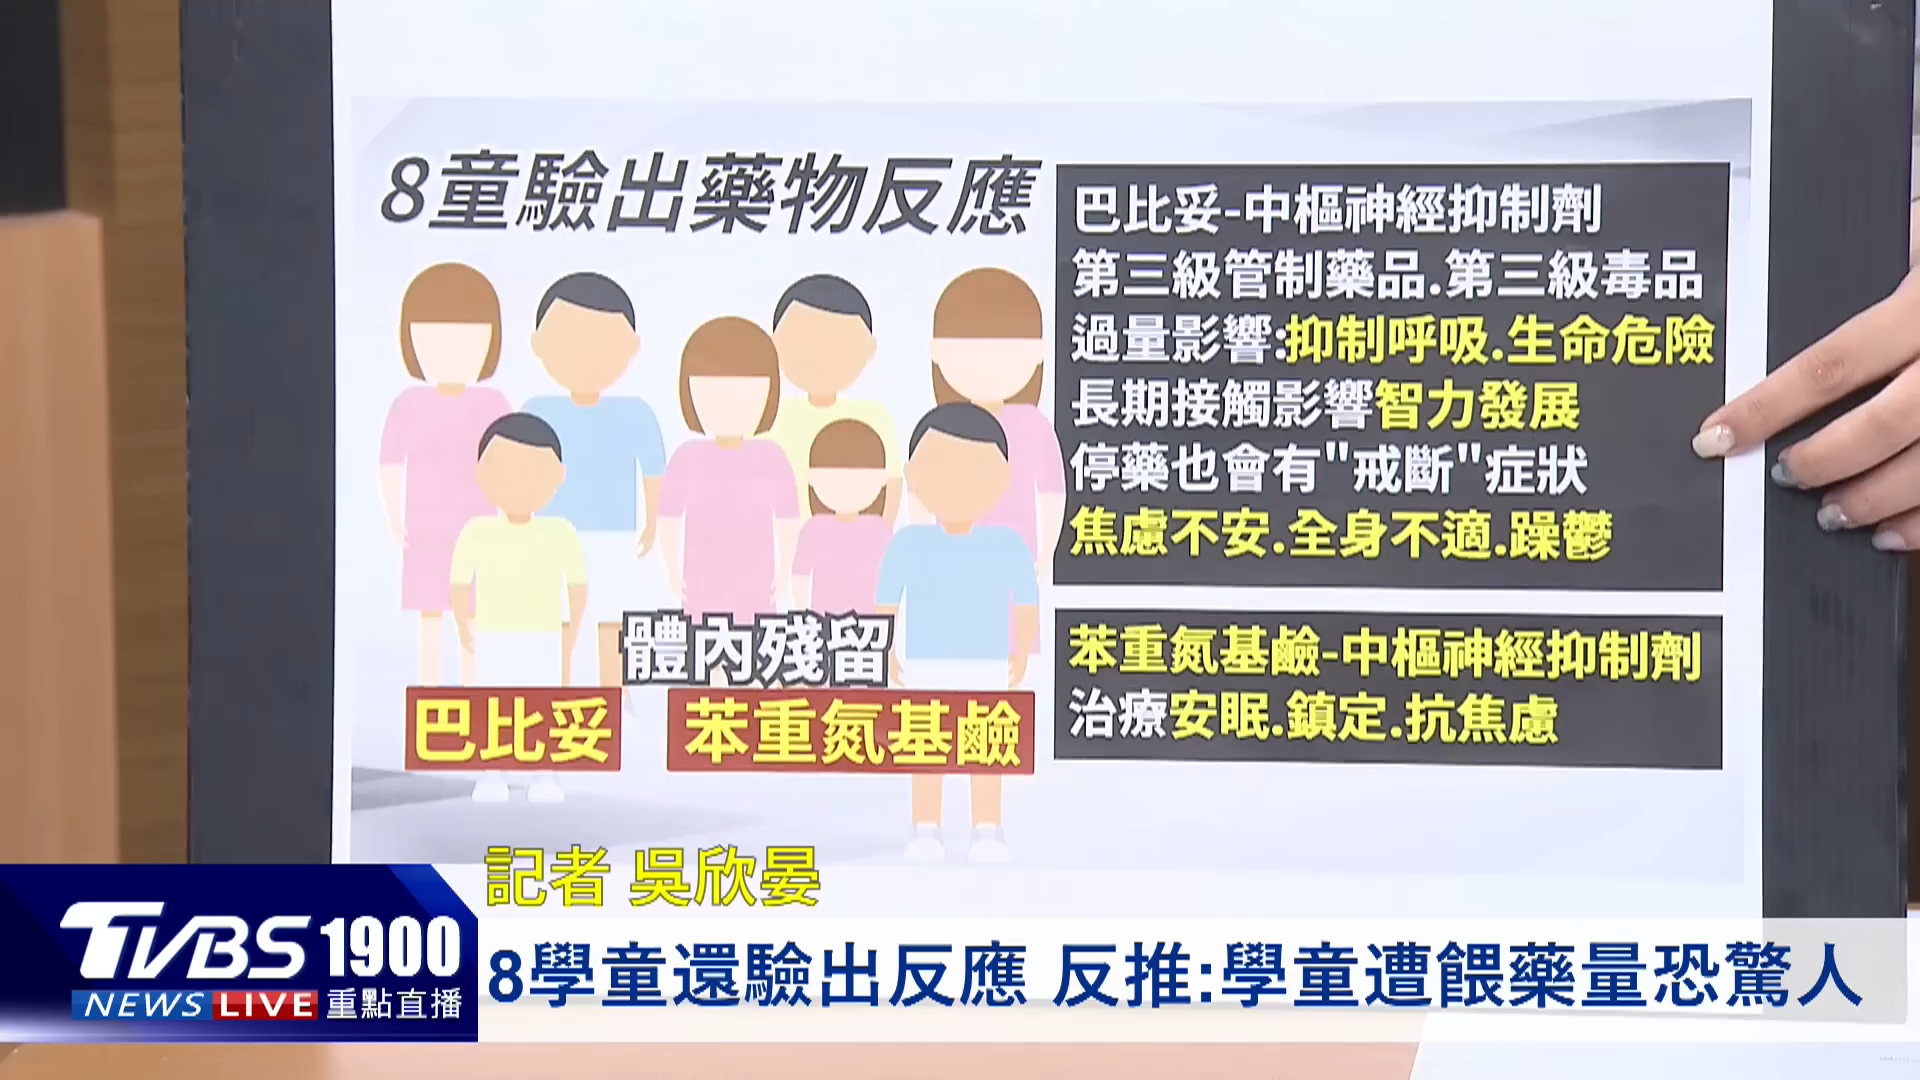 8童驗出藥物反應
體內殘留
巴比妥 苯重氮基鹼
巴比妥-中樞神經抑制劑
第三級管制藥品.第三級毒品
過量影響:抑制呼吸.生命危險
長期接觸影響智力發展
停藥也會有"戒斷"症狀
焦慮不安.全身不適.躁鬱
苯重氮基鹼-中樞神經抑制劑
治療安眠.鎮定.抗焦慮
記者 吳欣晏
TVBS 1900
NEWS LIVE 重點直播
8學童還驗出反應 反推:學童遭餵藥量恐驚人